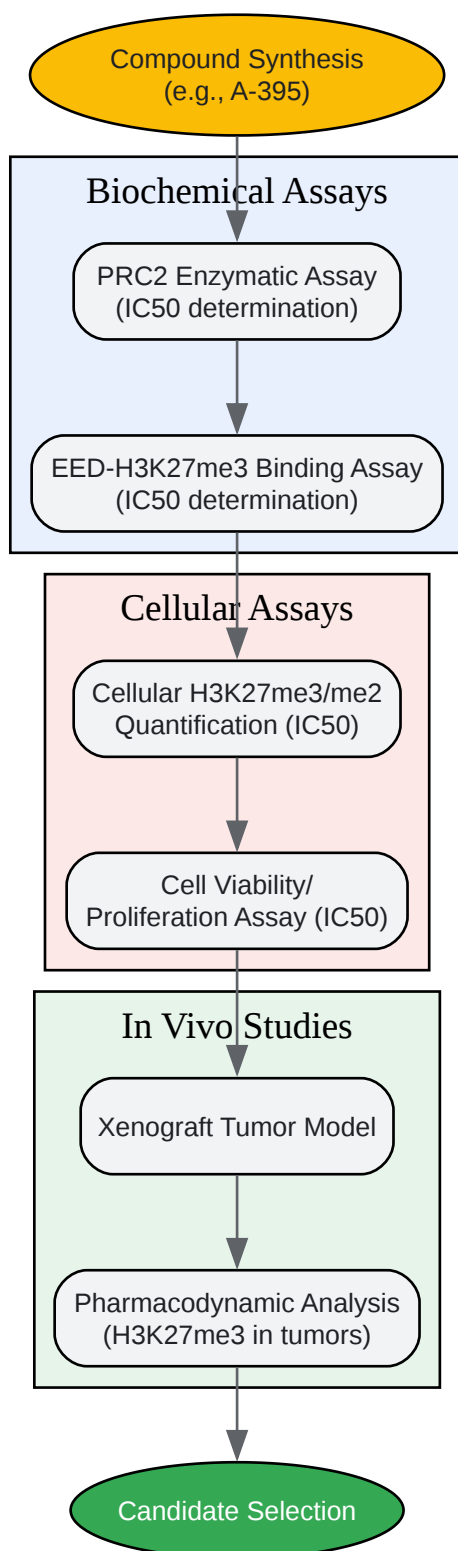 Compound Synthesis
(e.g., A-395)
Biochemical Assays
PRC2 Enzymatic Assay
(IC50 determination)
EED-H3K27me3 Binding Assay
(IC50 determination)
Cellular Assays
Cellular H3K27me3/me2
Quantification (IC50)
Cell Viability/
Proliferation Assay (IC50)
In Vivo Studies
Xenograft Tumor Model
Pharmacodynamic Analysis
(H3K27me3 in tumors)
Candidate Selection